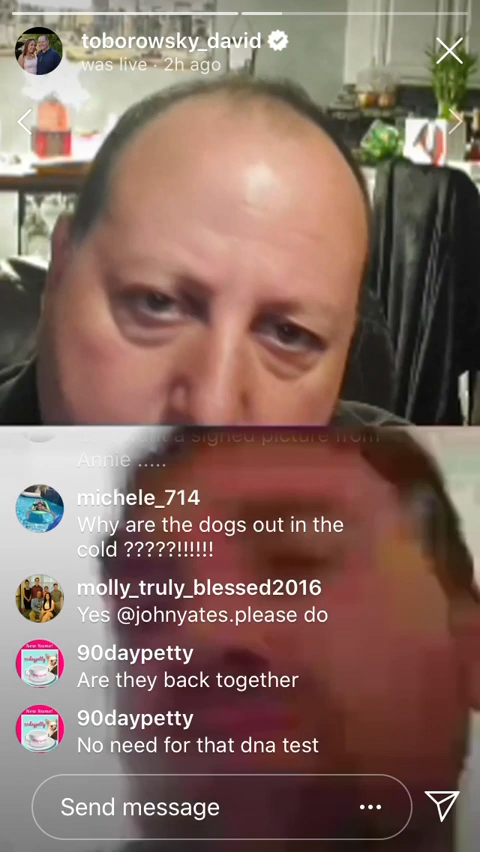 toborowsky_david
was live · 2h ago
a signed picture from
Annie .....
michele_714
Why are the dogs out in the
cold ?????!!!!!!
molly_truly_blessed2016
Yes @johnyates.please do
90daypetty
Are they back together
90daypetty
No need for that dna test
Send message